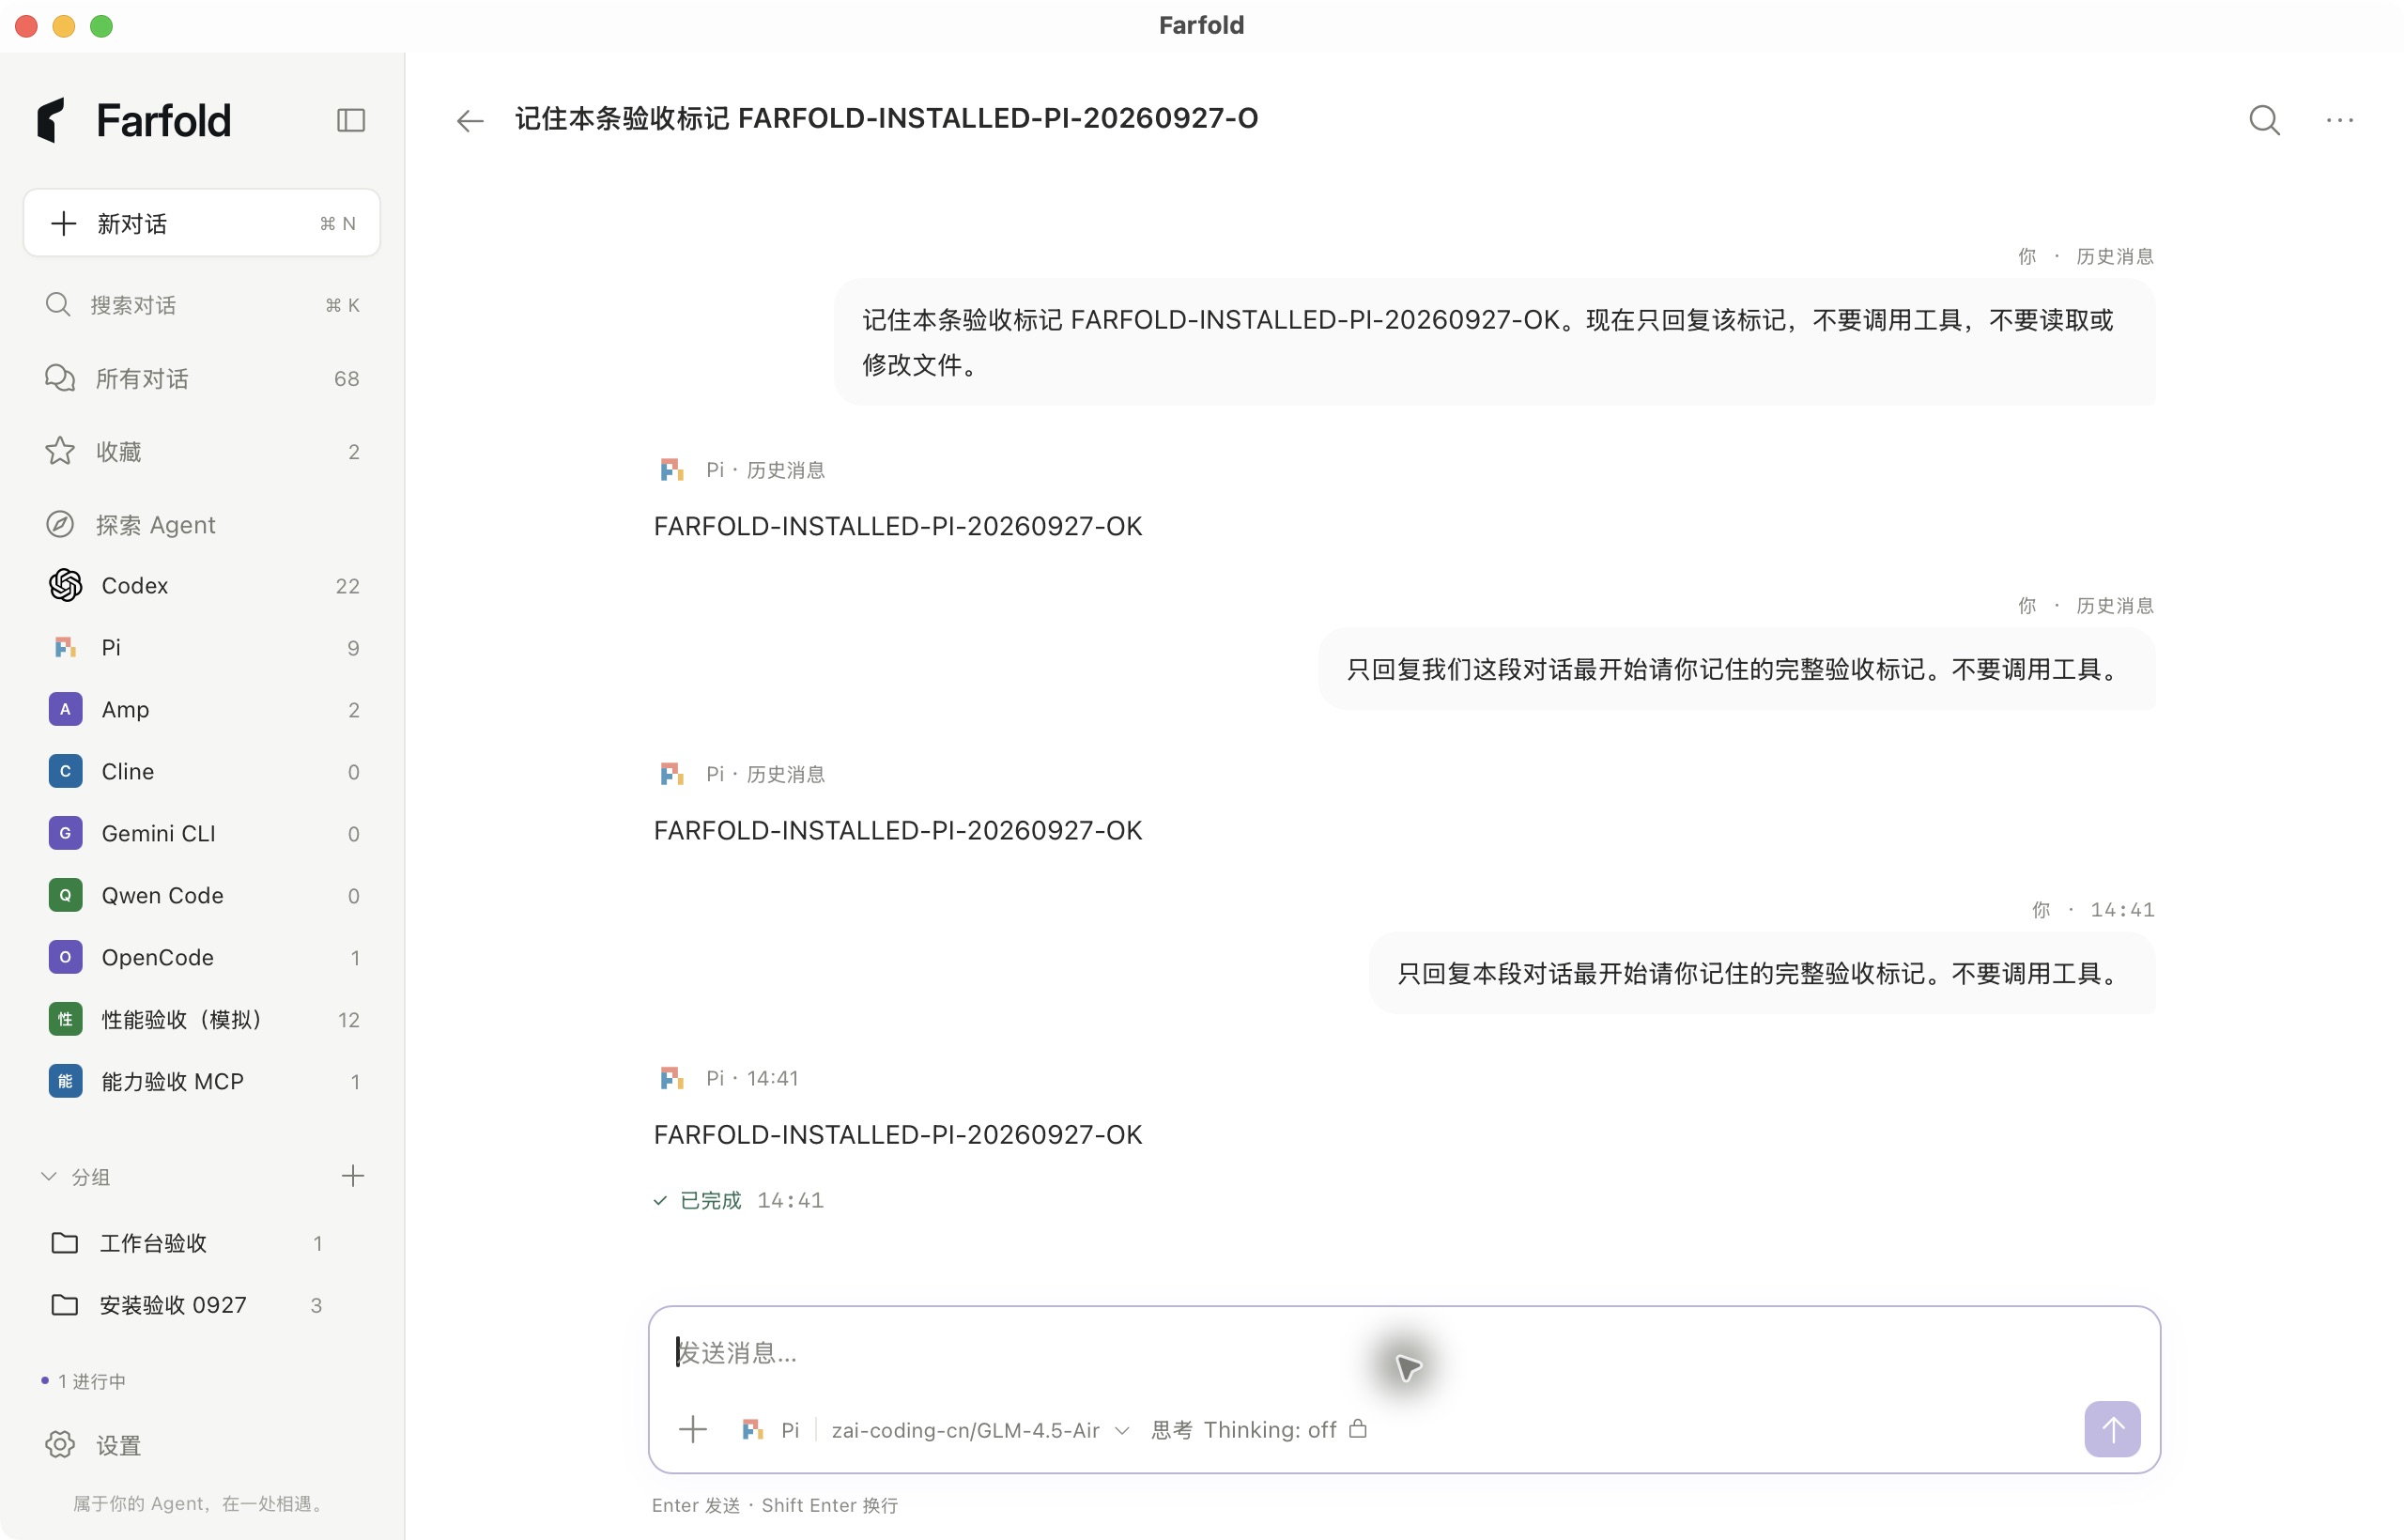 Farfold
Farfold
新对话
⌘ N
搜索对话
⌘ K
所有对话
68
收藏
2
探索 Agent
Codex
22
Pi
9
A
Amp
2
C
Cline
0
G
Gemini CLI
0
Q
Qwen Code
0
O
OpenCode
1
性
性能验收（模拟）
12
能
能力验收 MCP
1
分组
工作台验收
1
安装验收 0927
3
1 进行中
设置
属于你的 Agent，在一处相遇。
记住本条验收标记 FARFOLD-INSTALLED-PI-20260927-O
你 · 历史消息
记住本条验收标记 FARFOLD-INSTALLED-PI-20260927-OK。现在只回复该标记，不要调用工具，不要读取或
修改文件。
Pi · 历史消息
FARFOLD-INSTALLED-PI-20260927-OK
你 · 历史消息
只回复我们这段对话最开始请你记住的完整验收标记。不要调用工具。
Pi · 历史消息
FARFOLD-INSTALLED-PI-20260927-OK
你 · 14:41
只回复本段对话最开始请你记住的完整验收标记。不要调用工具。
Pi · 14:41
FARFOLD-INSTALLED-PI-20260927-OK
已完成 14:41
发送消息...
Pi
zai-coding-cn/GLM-4.5-Air
思考 Thinking: off
Enter 发送 · Shift Enter 换行